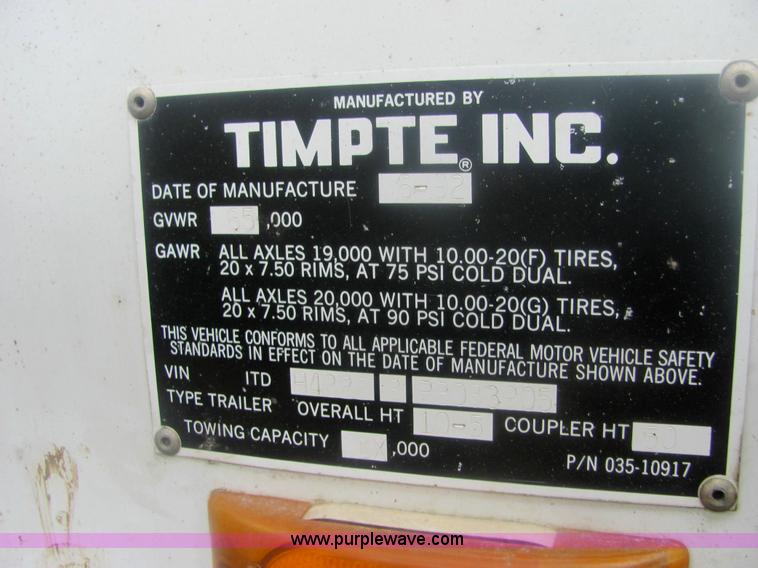 MANUFACTURED BY
TIMPTE® INC.
DATE OF MANUFACTURE
GVWR 65,000
GAWR ALL AXLES 19,000 WITH 10.00-20(F) TIRES,
20 x 7.50 RIMS, AT 75 PSI COLD DUAL.
ALL AXLES 20,000 WITH 10.00-20(G) TIRES,
20 x 7.50 RIMS, AT 90 PSI COLD DUAL.
THIS VEHICLE CONFORMS TO ALL APPLICABLE FEDERAL MOTOR VEHICLE SAFETY
STANDARDS IN EFFECT ON THE DATE OF MANUFACTURE SHOWN ABOVE.
VIN ITD
TYPE TRAILER OVERALL HT COUPLER HT
TOWING CAPACITY ,000
P/N 035-10917
www.purplewave.com